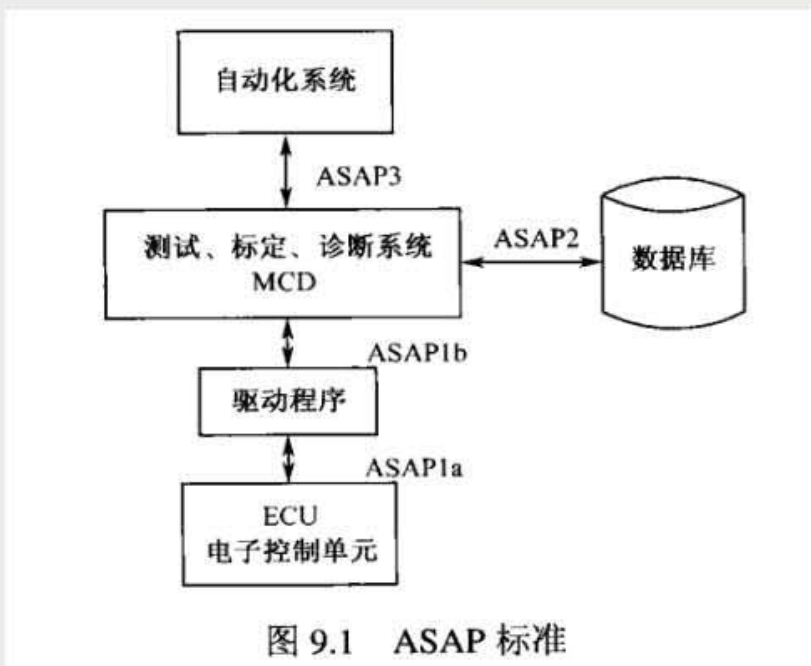 自动化系统
ASAP3
测试、标定、诊断系统
MCD
ASAP2
数据库
ASAP1b
驱动程序
ASAP1a
ECU
电子控制单元
图 9.1 ASAP 标准